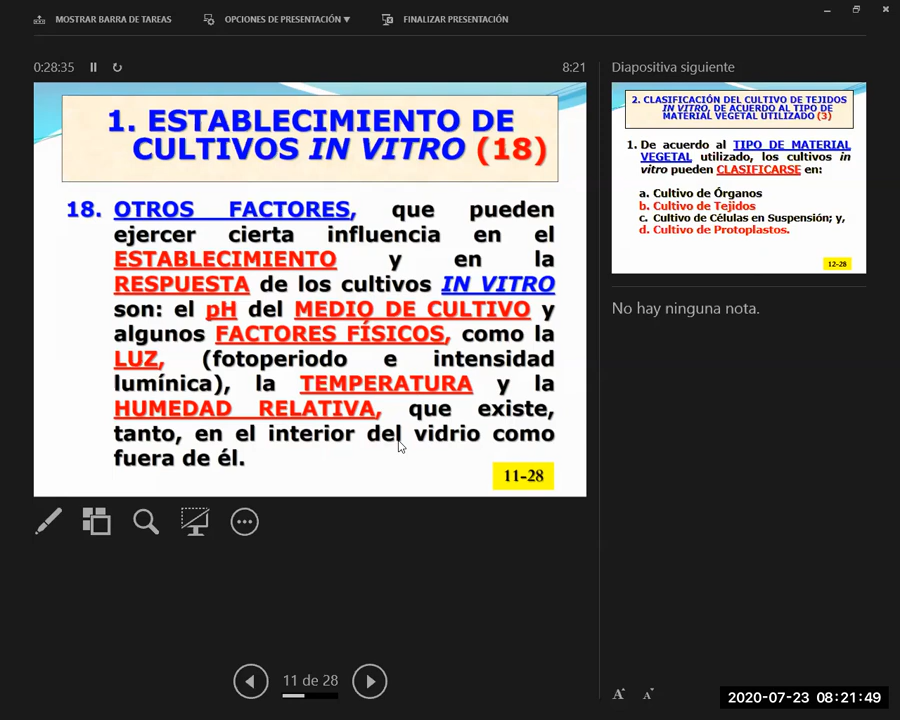 MOSTRAR BARRA DE TAREAS
OPCIONES DE PRESENTACIÓN ▼
FINALIZAR PRESENTACIÓN
0:28:35
8:21
1. ESTABLECIMIENTO DE
CULTIVOS IN VITRO (18)
18. OTROS FACTORES, que pueden
ejercer cierta influencia en el
ESTABLECIMIENTO y en la
RESPUESTA de los cultivos IN VITRO
son: el pH del MEDIO DE CULTIVO y
algunos FACTORES FÍSICOS, como la
LUZ, (fotoperiodo e intensidad
lumínica), la TEMPERATURA y la
HUMEDAD RELATIVA, que existe,
tanto, en el interior del vidrio como
fuera de él.
11-28
Diapositiva siguiente
2. CLASIFICACIÓN DEL CULTIVO DE TEJIDOS
IN VITRO, DE ACUERDO AL TIPO DE
MATERIAL VEGETAL UTILIZADO (3)
1. De acuerdo al TIPO DE MATERIAL
VEGETAL utilizado, los cultivos in
vitro pueden CLASIFICARSE en:
a. Cultivo de Órganos
b. Cultivo de Tejidos
c. Cultivo de Células en Suspensión; y,
d. Cultivo de Protoplastos.
12-28
No hay ninguna nota.
11 de 28
A A
2020-07-23 08:21:49